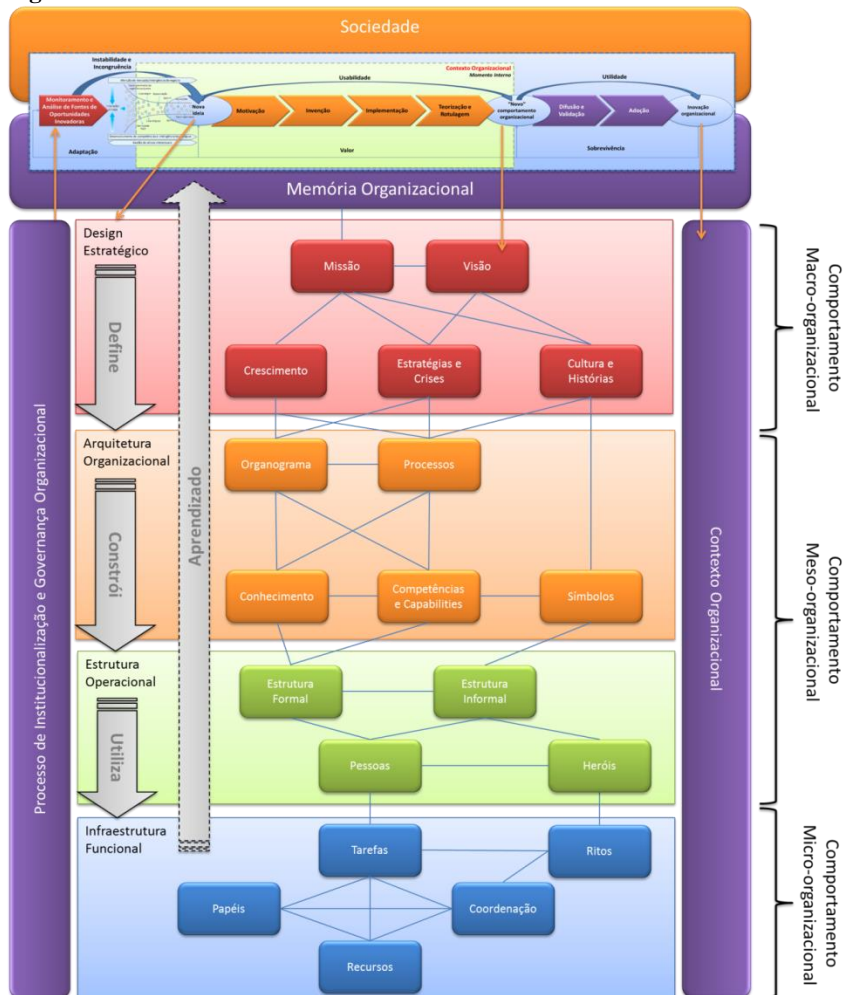 Sociedade
Instabilidade e
Incongruência
Usabilidade
Contexto Organizacional
Momento Interno
Utilidade
Monitoramento e
Análise de Fontes de
Oportunidades
Inovadoras
Nova
Ideia
Motivação
Invenção
Implementação
Teorização e
Rotulagem
"Novo"
comportamento
organizacional
Difusão e
Validação
Adoção
Inovação
organizacional
Adaptação
Valor
Sobrevivência
Memória Organizacional
Processo de Institucionalização e Governança Organizacional
Design
Estratégico
Define
Missão
Visão
Crescimento
Estratégias e
Crises
Cultura e
Histórias
Arquitetura
Organizacional
Constrói
Aprendizado
Organograma
Processos
Conhecimento
Competências
e Capabilities
Símbolos
Estrutura
Operacional
Utiliza
Estrutura
Formal
Estrutura
Informal
Pessoas
Heróis
Infraestrutura
Funcional
Tarefas
Ritos
Papéis
Coordenação
Recursos
Contexto Organizacional
Comportamento
Macro-organizacional
Comportamento
Meso-organizacional
Comportamento
Micro-organizacional